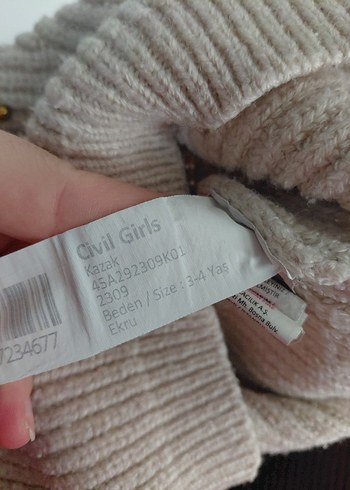 Civil Girls
Kazak
4SA292309K01
2309
Beden / Size : 3-4 Yaş
Ekru
7234677